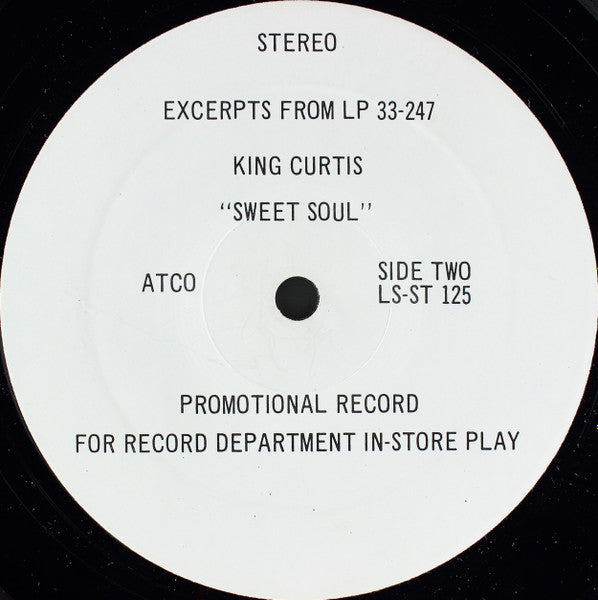 STEREO
EXCERPTS FROM LP 33-247
KING CURTIS
"SWEET SOUL"
ATCO
SIDE TWO
LS-ST 125
PROMOTIONAL RECORD
FOR RECORD DEPARTMENT IN-STORE PLAY